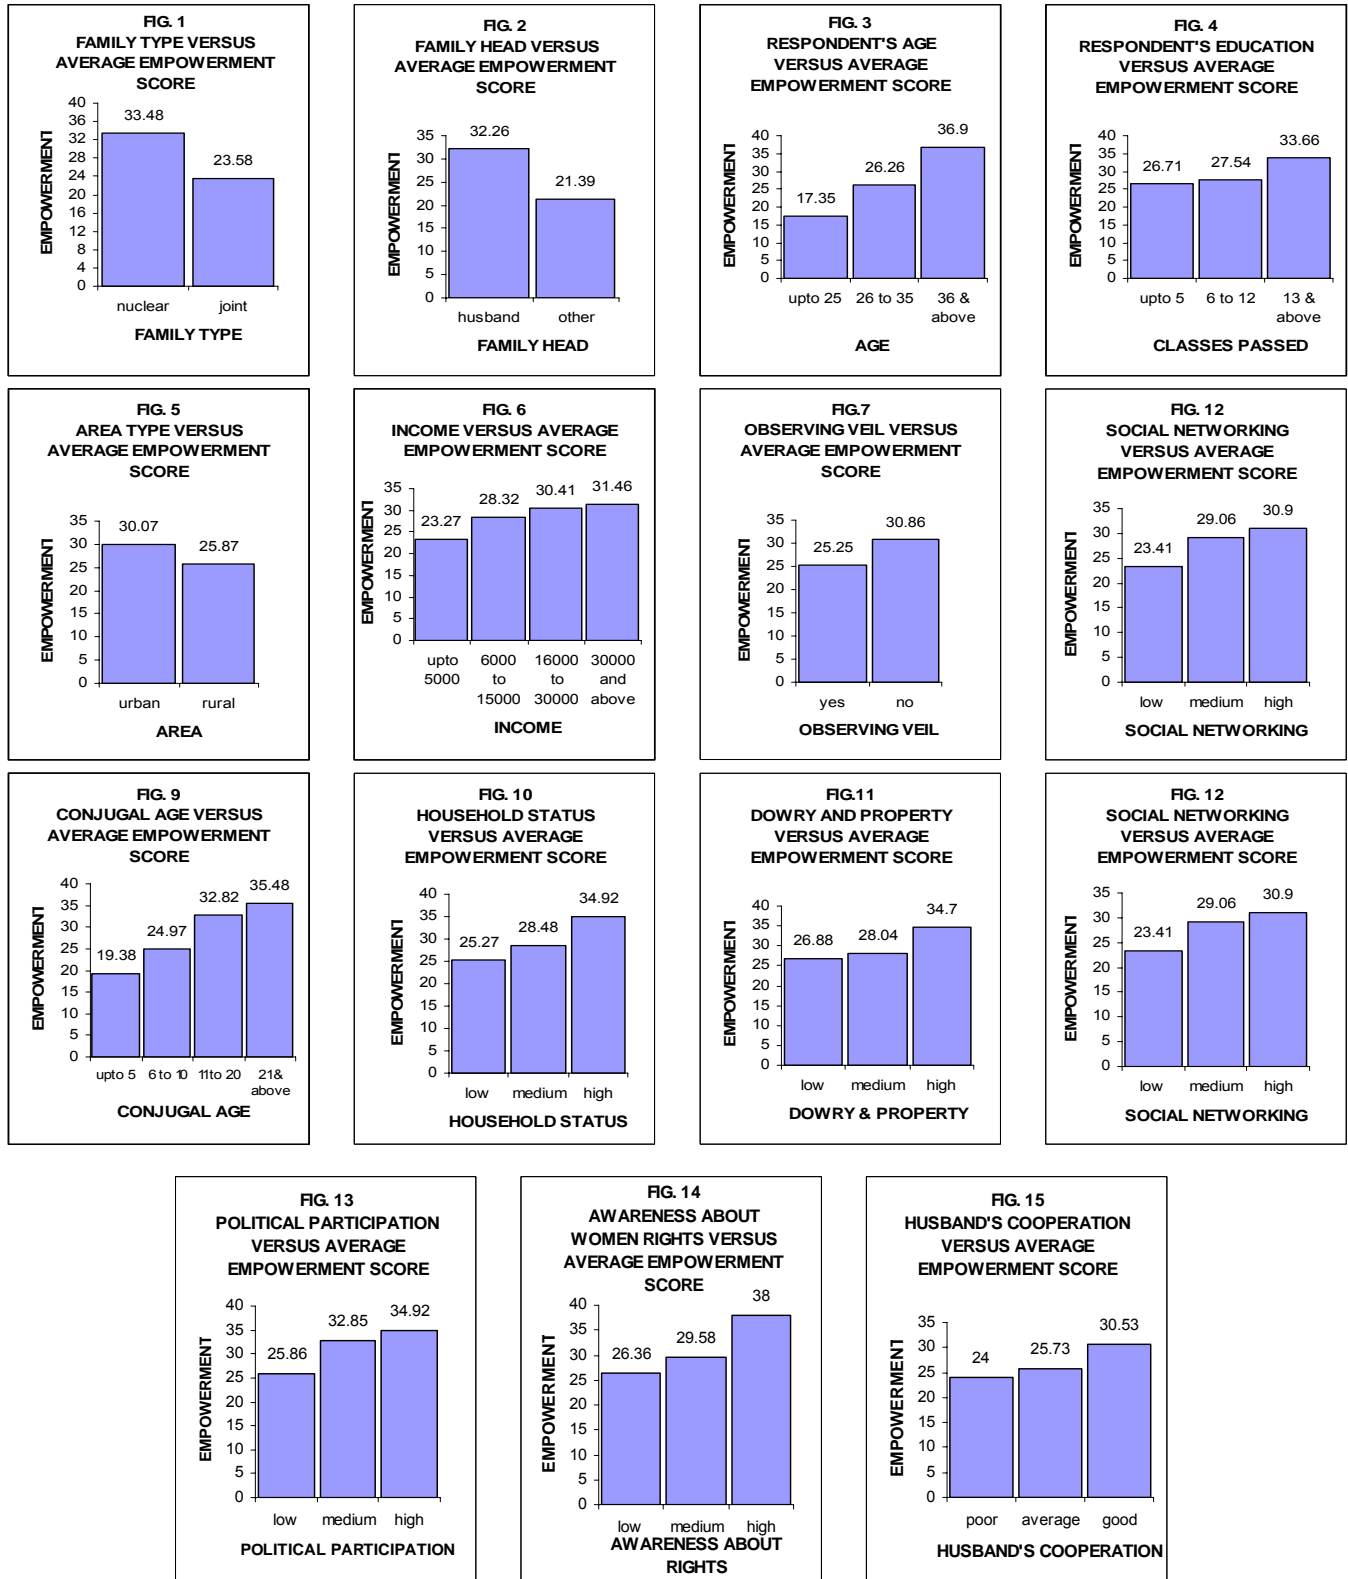 FIG. 1
FAMILY TYPE VERSUS
AVERAGE EMPOWERMENT
SCORE
40
36
32
28
24
20
16
12
8
4
0
33.48
23.58
EMPOWERMENT
nuclear joint
FAMILY TYPE
FIG. 2
FAMILY HEAD VERSUS
AVERAGE EMPOWERMENT
SCORE
35
30
25
20
15
10
5
0
32.26
21.39
EMPOWERMENT
husband other
FAMILY HEAD
FIG. 3
RESPONDENT'S AGE
VERSUS AVERAGE
EMPOWERMENT SCORE
40
35
30
25
20
15
10
5
0
17.35
26.26
36.9
EMPOWERMENT
upto 25 26 to 35 36 &
above
AGE
FIG. 4
RESPONDENT'S EDUCATION
VERSUS AVERAGE
EMPOWERMENT SCORE
40
35
30
25
20
15
10
5
0
26.71
27.54
33.66
EMPOWERMENT
upto 5 6 to 12 13 &
above
CLASSES PASSED
FIG. 5
AREA TYPE VERSUS
AVERAGE EMPOWERMENT
SCORE
35
30
25
20
15
10
5
0
30.07
25.87
EMPOWERMENT
urban rural
AREA
FIG. 6
INCOME VERSUS AVERAGE
EMPOWERMENT SCORE
35
30
25
20
15
10
5
0
23.27
28.32
30.41
31.46
EMPOWERMENT
upto 6000 16000 30000
5000 to to and
15000 30000 above
INCOME
FIG.7
OBSERVING VEIL VERSUS
AVERAGE EMPOWERMENT
SCORE
35
30
25
20
15
10
5
0
25.25
30.86
EMPOWERMENT
yes no
OBSERVING VEIL
FIG. 12
SOCIAL NETWORKING
VERSUS AVERAGE
EMPOWERMENT SCORE
35
30
25
20
15
10
5
0
23.41
29.06
30.9
EMPOWERMENT
low medium high
SOCIAL NETWORKING
FIG. 9
CONJUGAL AGE VERSUS
AVERAGE EMPOWERMENT
SCORE
40
35
30
25
20
15
10
5
0
19.38
24.97
32.82
35.48
EMPOWERMENT
upto 5 6 to 10 11 to 20 21&
above
CONJUGAL AGE
FIG. 10
HOUSEHOLD STATUS
VERSUS AVERAGE
EMPOWERMENT SCORE
40
35
30
25
20
15
10
5
0
25.27
28.48
34.92
EMPOWERMENT
low medium high
HOUSEHOLD STATUS
FIG.11
DOWRY AND PROPERTY
VERSUS AVERAGE
EMPOWERMENT SCORE
40
35
30
25
20
15
10
5
0
26.88
28.04
34.7
EMPOWERMENT
low medium high
DOWRY & PROPERTY
FIG. 12
SOCIAL NETWORKING
VERSUS AVERAGE
EMPOWERMENT SCORE
35
30
25
20
15
10
5
0
23.41
29.06
30.9
EMPOWERMENT
low medium high
SOCIAL NETWORKING
FIG. 13
POLITICAL PARTICIPATION
VERSUS AVERAGE
EMPOWERMENT SCORE
40
35
30
25
20
15
10
5
0
25.86
32.85
34.92
EMPOWERMENT
low medium high
POLITICAL PARTICIPATION
FIG. 14
AWARENESS ABOUT
WOMEN RIGHTS VERSUS
AVERAGE EMPOWERMENT
SCORE
40
35
30
25
20
15
10
5
0
26.36
29.58
38
EMPOWERMENT
low medium high
AWARENESS ABOUT
RIGHTS
FIG. 15
HUSBAND'S COOPERATION
VERSUS AVERAGE
EMPOWERMENT SCORE
35
30
25
20
15
10
5
0
24
25.73
30.53
EMPOWERMENT
poor average good
HUSBAND'S COOPERATION